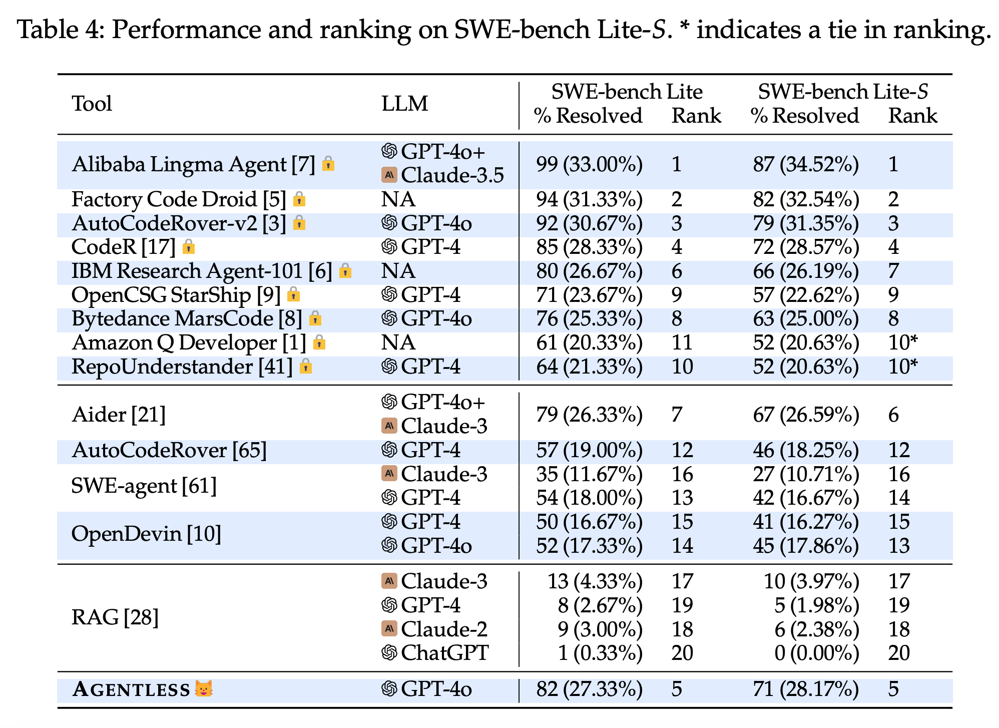 Table 4: Performance and ranking on SWE-bench Lite-S. * indicates a tie in ranking.
Tool LLM SWE-bench Lite SWE-bench Lite-S
% Resolved Rank % Resolved Rank
Alibaba Lingma Agent [7] GPT-4o+ Claude-3.5 99 (33.00%) 1 87 (34.52%) 1
Factory Code Droid [5] NA 94 (31.33%) 2 82 (32.54%) 2
AutoCodeRover-v2 [3] GPT-4o 92 (30.67%) 3 79 (31.35%) 3
CodeR [17] GPT-4 85 (28.33%) 4 72 (28.57%) 4
IBM Research Agent-101 [6] NA 80 (26.67%) 6 66 (26.19%) 7
OpenCSG StarShip [9] GPT-4 71 (23.67%) 9 57 (22.62%) 9
Bytedance MarsCode [8] GPT-4o 76 (25.33%) 8 63 (25.00%) 8
Amazon Q Developer [1] NA 61 (20.33%) 11 52 (20.63%) 10*
RepoUnderstander [41] GPT-4 64 (21.33%) 10 52 (20.63%) 10*
Aider [21] GPT-4o+ Claude-3 79 (26.33%) 7 67 (26.59%) 6
AutoCodeRover [65] GPT-4 57 (19.00%) 12 46 (18.25%) 12
SWE-agent [61] Claude-3 35 (11.67%) 16 27 (10.71%) 16
GPT-4 54 (18.00%) 13 42 (16.67%) 14
OpenDevin [10] GPT-4 50 (16.67%) 15 41 (16.27%) 15
GPT-4o 52 (17.33%) 14 45 (17.86%) 13
RAG [28] Claude-3 13 (4.33%) 17 10 (3.97%) 17
GPT-4 8 (2.67%) 19 5 (1.98%) 19
Claude-2 9 (3.00%) 18 6 (2.38%) 18
ChatGPT 1 (0.33%) 20 0 (0.00%) 20
AGENTLESS GPT-4o 82 (27.33%) 5 71 (28.17%) 5